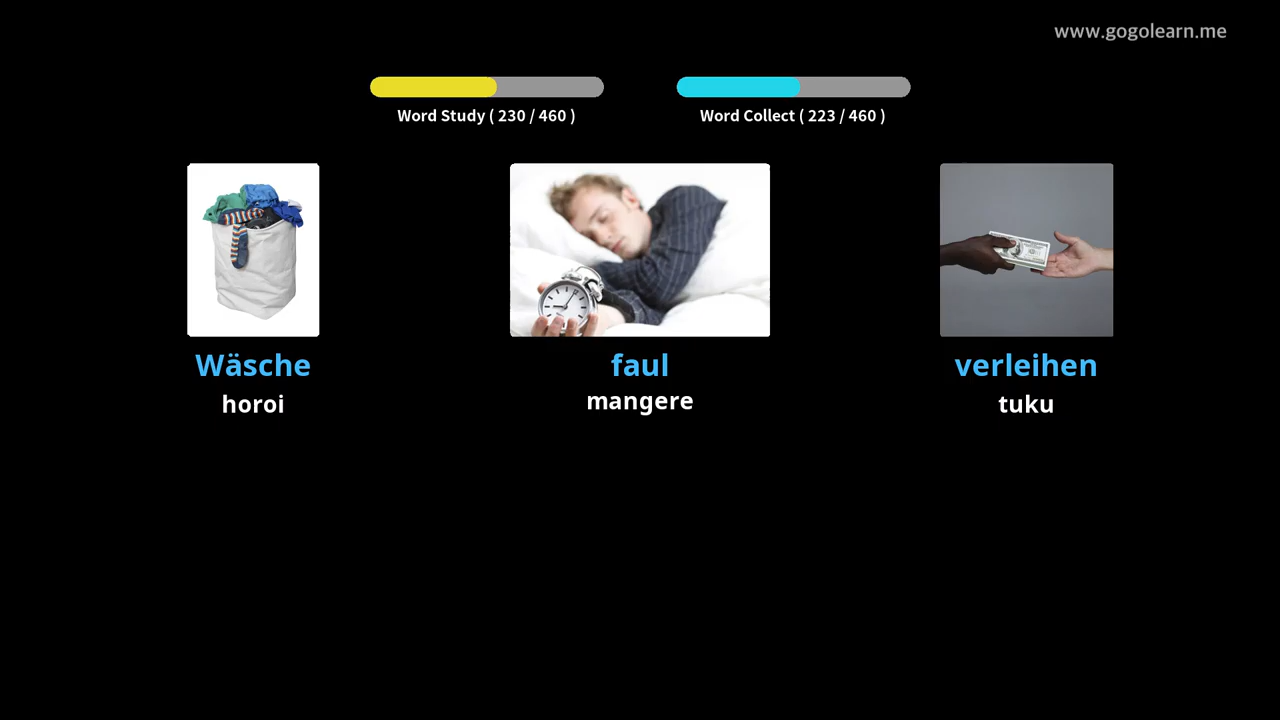 www.gogolearn.me
Word Study ( 230 / 460 )
Word Collect ( 223 / 460 )
Wäsche
horoi
faul
mangere
verleihen
tuku